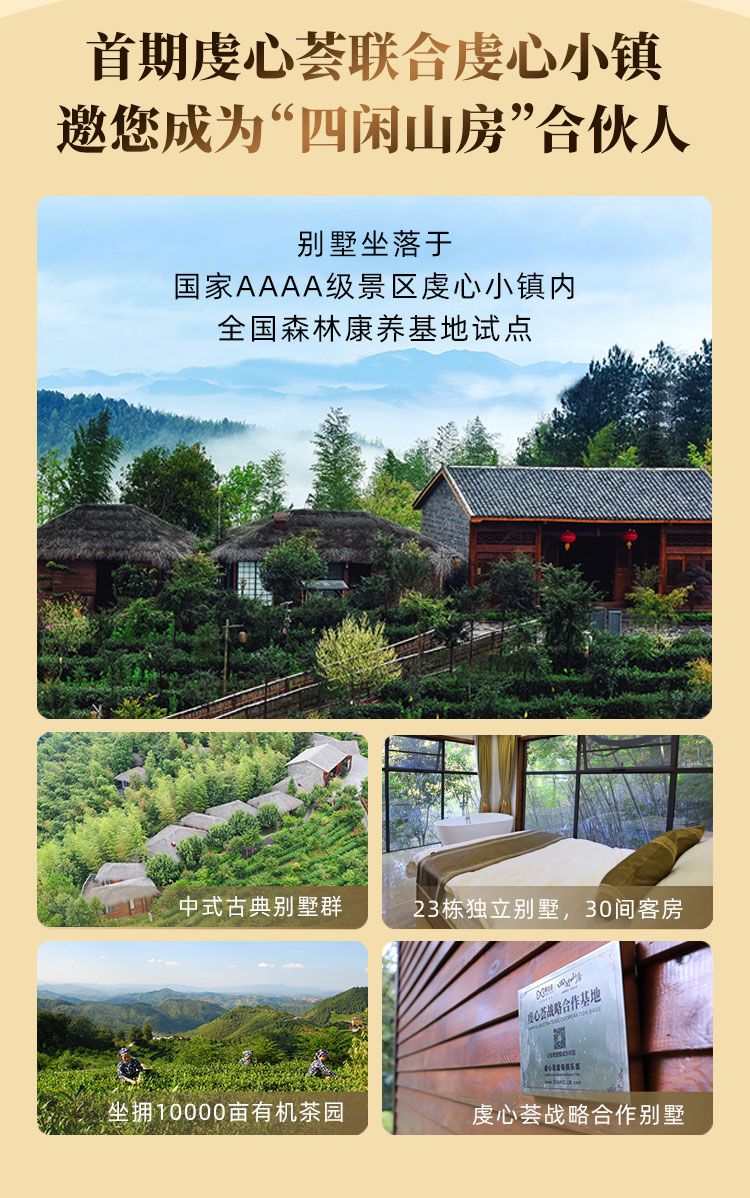 首期虔心荟联合虔心小镇
邀您成为“四闲山房”合伙人
别墅坐落于
国家AAAA级景区虔心小镇内
全国森林康养基地试点
中式古典别墅群
23栋独立别墅，30间客房
虔心荟战略合作基地
坐拥10000亩有机茶园
虔心荟战略合作别墅